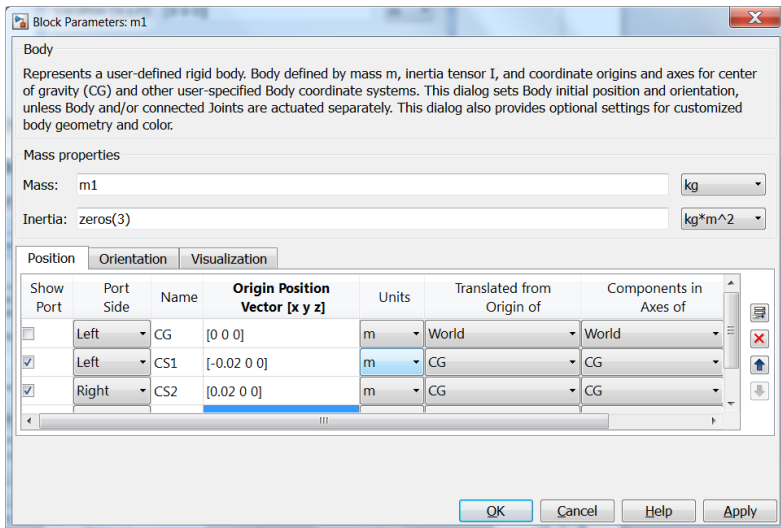 Block Parameters: m1
Body
Represents a user-defined rigid body. Body defined by mass m, inertia tensor I, and coordinate origins and axes for center
of gravity (CG) and other user-specified Body coordinate systems. This dialog sets Body initial position and orientation,
unless Body and/or connected Joints are actuated separately. This dialog also provides optional settings for customized
body geometry and color.
Mass properties
Mass: m1 kg
Inertia: zeros(3) kg*m^2
Position Orientation Visualization
Show Port Port Side Name Origin Position Vector [x y z] Units Translated from Origin of Components in Axes of
Left CG [0 0 0] m World World
Left CS1 [-0.02 0 0] m CG CG
Right CS2 [0.02 0 0] m CG CG
OK Cancel Help Apply